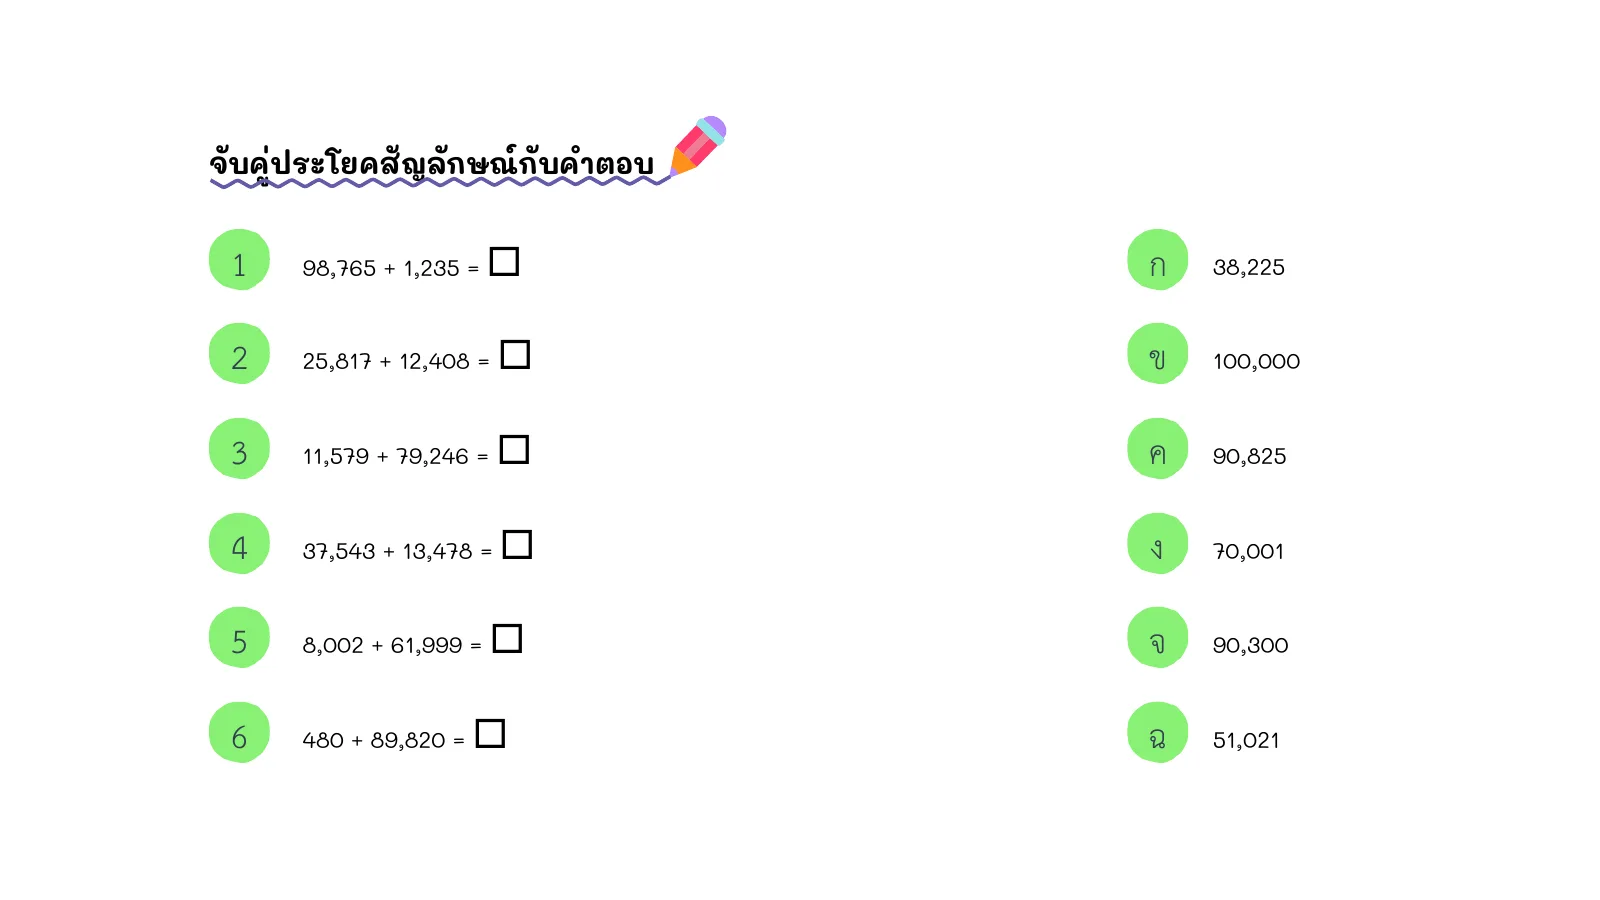 จับคู่ประโยคสัญลักษณ์กับคำตอบ
1 98,765 + 1,235 = □ ก 38,225
2 25,817 + 12,408 = □ ข 100,000
3 11,579 + 79,246 = □ ค 90,825
4 37,543 + 13,478 = □ ง 70,001
5 8,002 + 61,999 = □ จ 90,300
6 480 + 89,820 = □ ฉ 51,021